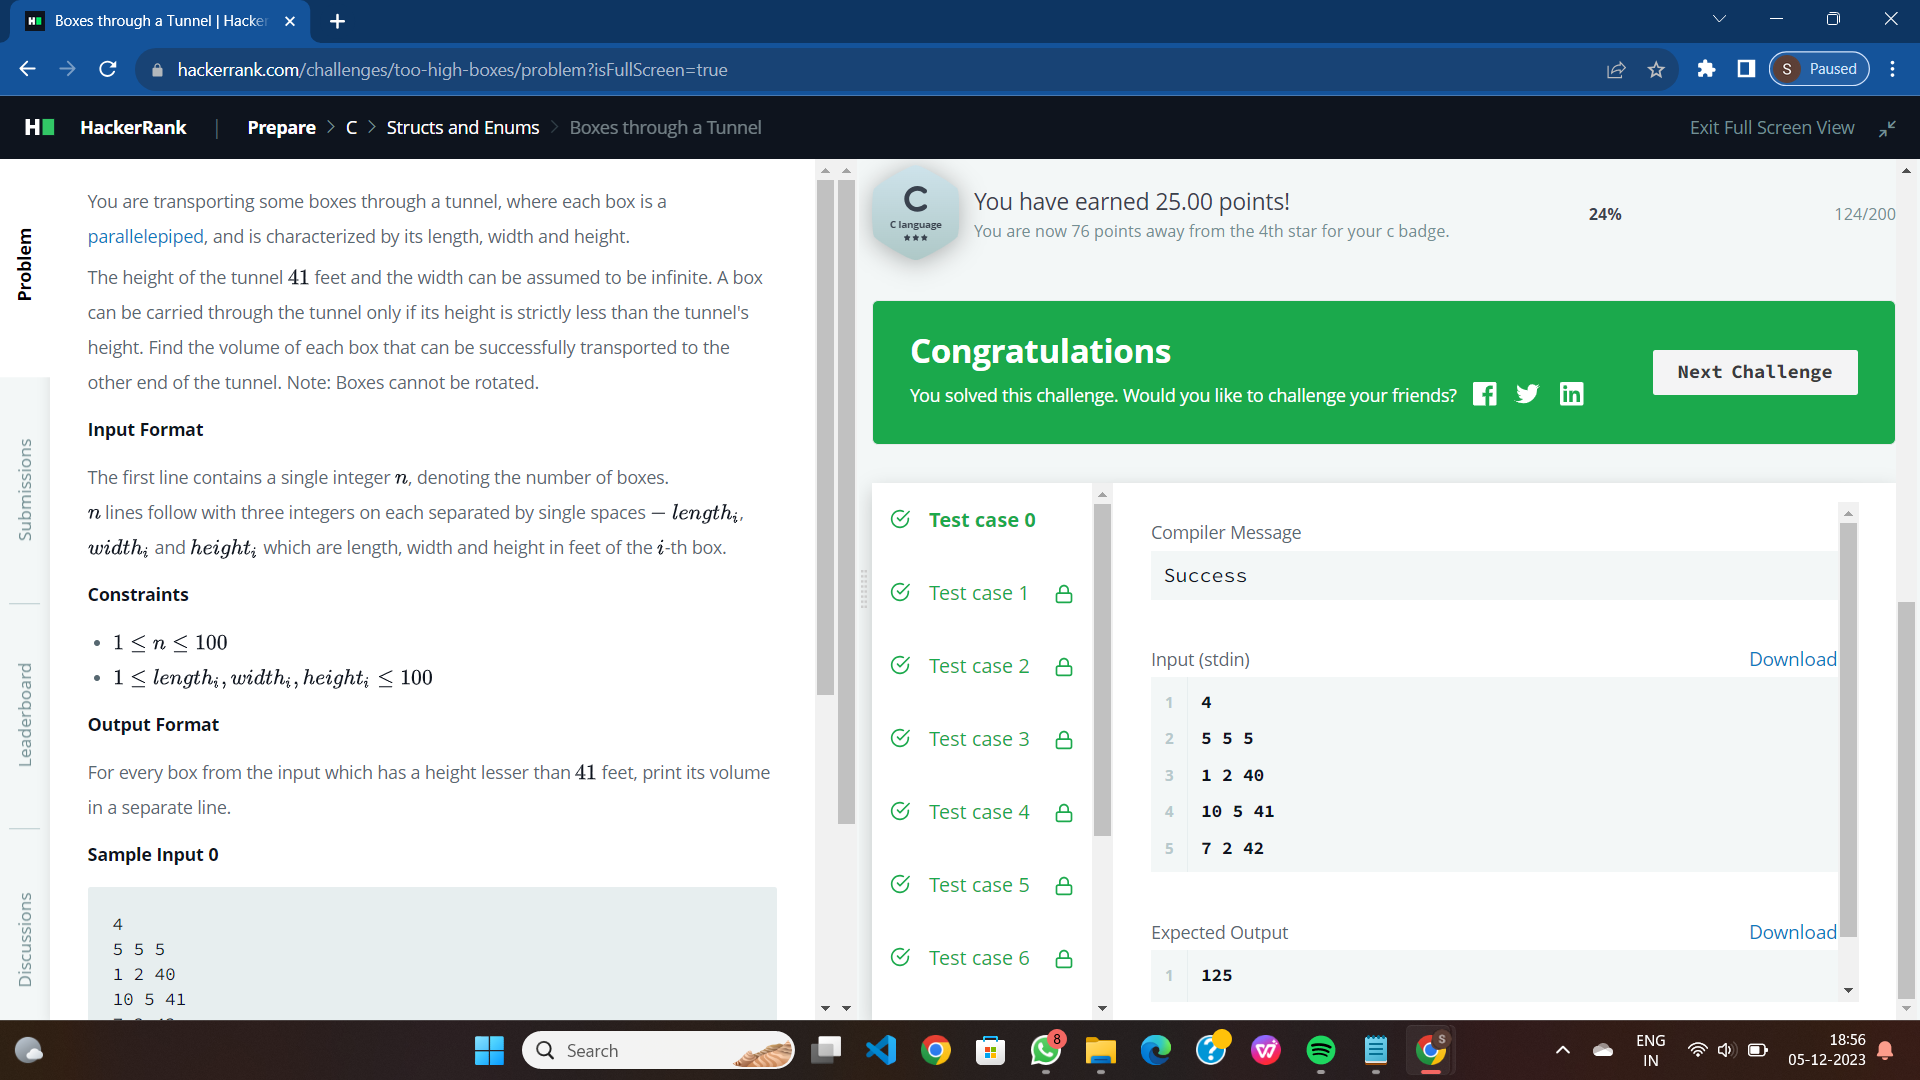 Boxes through a Tunnel | Hacker
hackerrank.com/challenges/too-high-boxes/problem?isFullScreen=true
S Paused
H HackerRank | Prepare > C > Structs and Enums > Boxes through a Tunnel
Exit Full Screen View
Problem
Submissions
Leaderboard
Discussions
You are transporting some boxes through a tunnel, where each box is a
parallelepiped, and is characterized by its length, width and height.
The height of the tunnel 41 feet and the width can be assumed to be infinite. A box
can be carried through the tunnel only if its height is strictly less than the tunnel's
height. Find the volume of each box that can be successfully transported to the
other end of the tunnel. Note: Boxes cannot be rotated.
Input Format
The first line contains a single integer n, denoting the number of boxes.
n lines follow with three integers on each separated by single spaces − lengthᵢ,
widthᵢ and heightᵢ which are length, width and height in feet of the i-th box.
Constraints
• 1 ≤ n ≤ 100
• 1 ≤ lengthᵢ, widthᵢ, heightᵢ ≤ 100
Output Format
For every box from the input which has a height lesser than 41 feet, print its volume
in a separate line.
Sample Input 0
4
5 5 5
1 2 40
10 5 41
C
C language
★★★
You have earned 25.00 points!
You are now 76 points away from the 4th star for your c badge.
24%
124/200
Congratulations
You solved this challenge. Would you like to challenge your friends?
Next Challenge
Test case 0
Test case 1
Test case 2
Test case 3
Test case 4
Test case 5
Test case 6
Compiler Message
Success
Input (stdin)
Download
1 4
2 5 5 5
3 1 2 40
4 10 5 41
5 7 2 42
Expected Output
Download
1 125
Search
8
S
ENG
IN
18:56
05-12-2023